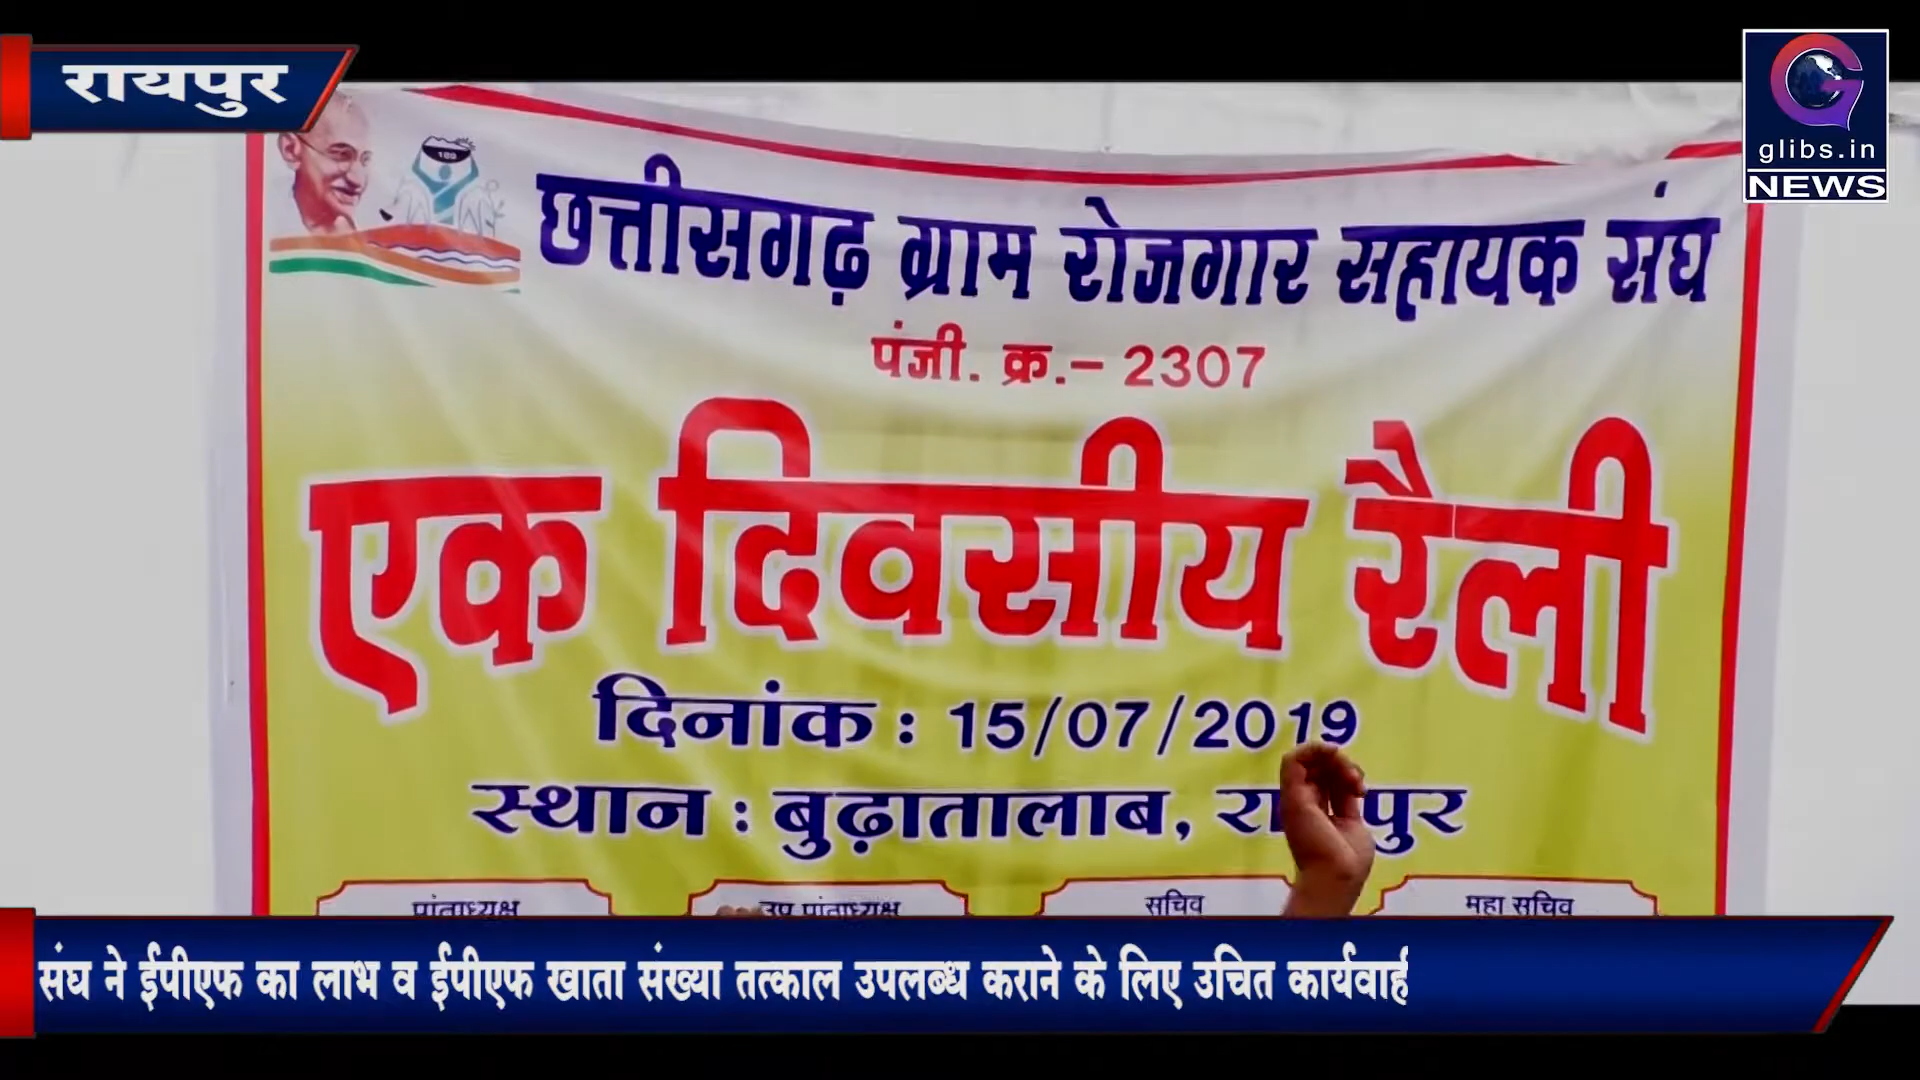 रायपुर
glibs.in
NEWS
छत्तीसगढ़ ग्राम रोजगार सहायक संघ
पंजी. क्र.– 2307
एक दिवसीय रैली
दिनांक : 15/07/2019
स्थान : बुढ़ातालाब,
सचिव
महा सचिव
संघ ने ईपीएफ का लाभ व ईपीएफ खाता संख्या तत्काल उपलब्ध कराने के लिए उचित